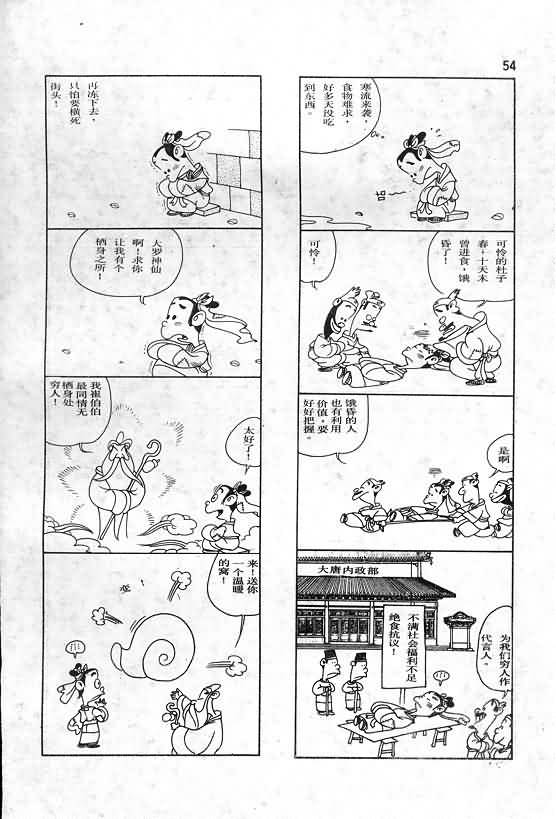 54
寒流来袭，
食物难求，
好多天没吃
到东西。
可怜的杜子
春，十天未
曾进食，饿
昏了！
可怜！
是啊
饿昏的人
也有利用
价值，要
好好把握。
大唐内政部
不满社会福利不足
绝食抗议！
为我们穷人作
代言人。
再冻下去，
只怕要横死
街头！
大罗神仙
啊！求你
让我有个
栖身之所！
太好了！
我崔伯伯
最同情无
栖身处
穷人！
来！送你
一个温暖
的窝！
变！